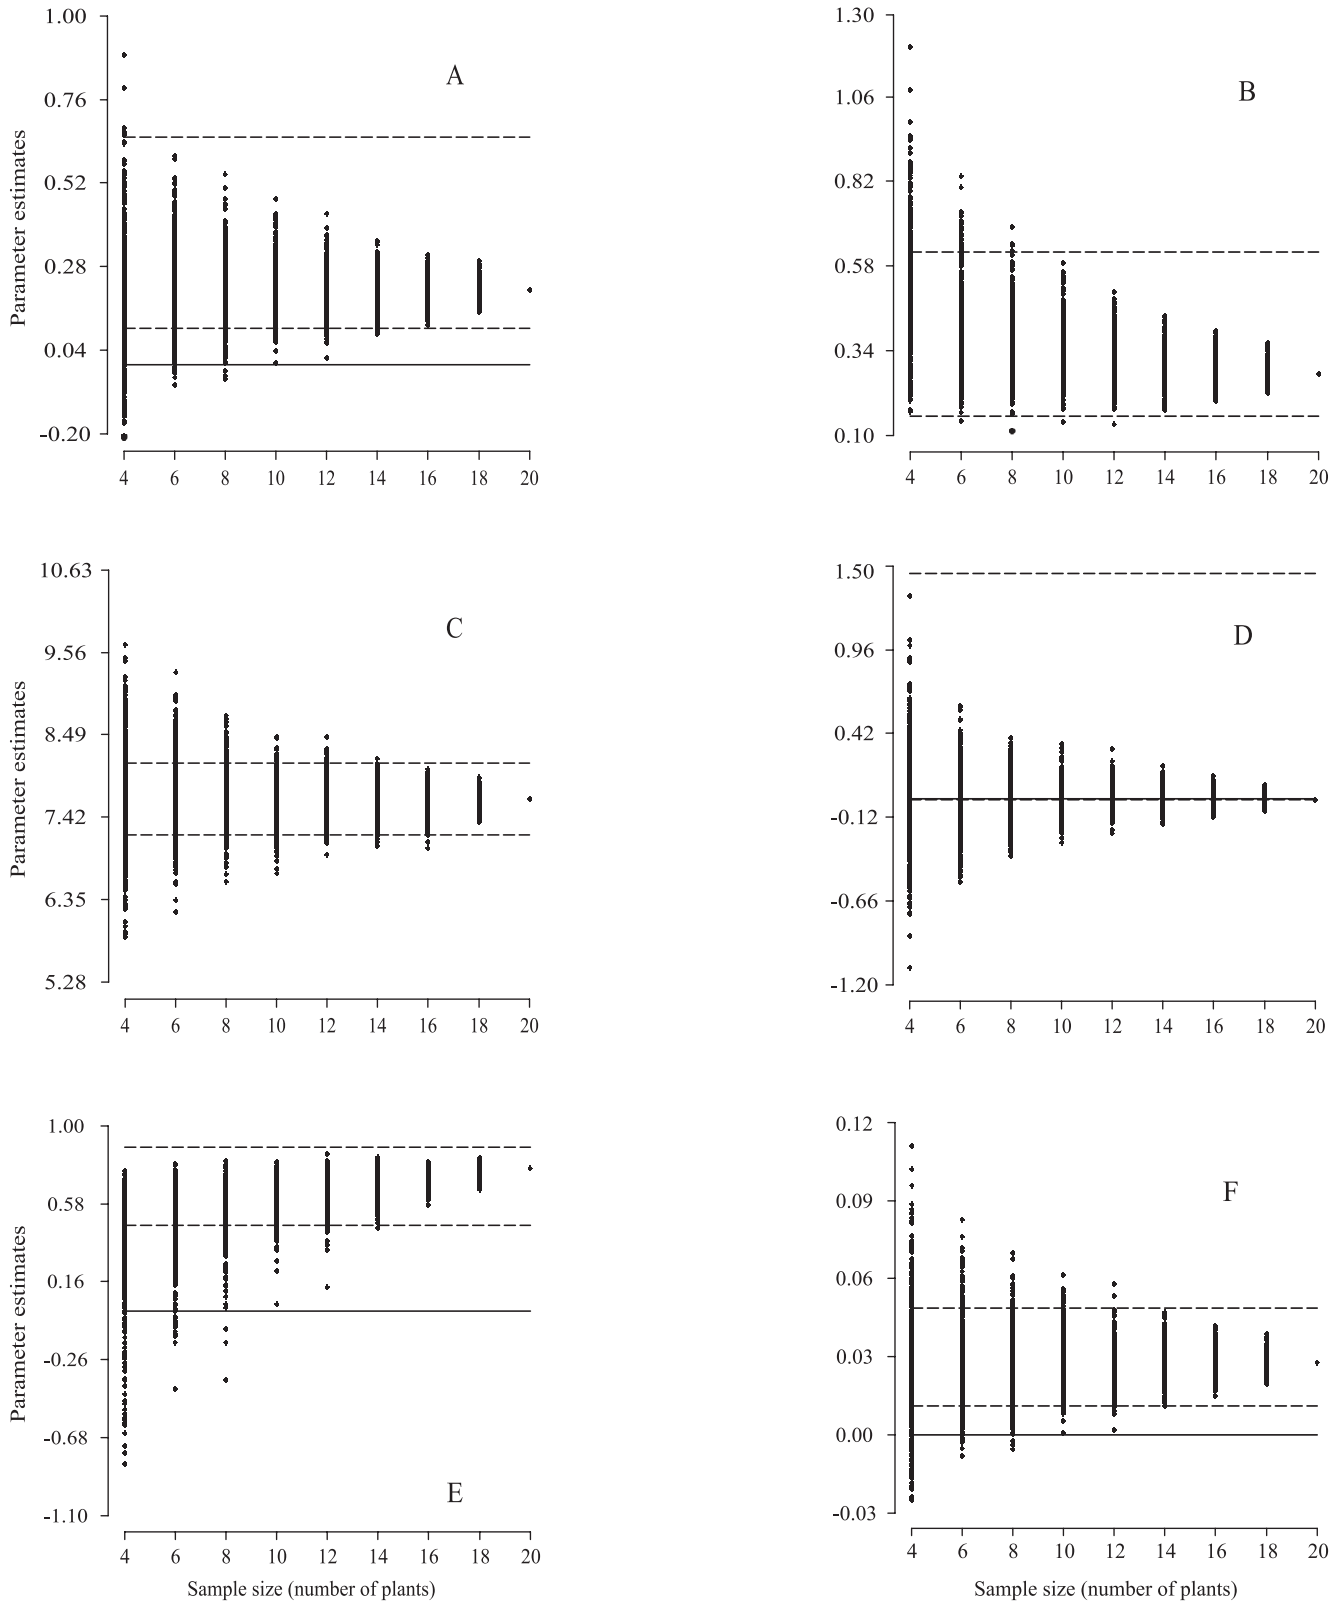 1.00
0.76
0.52
0.28
0.04
-0.20
Parameter estimates
A
4 6 8 10 12 14 16 18 20
1.30
1.06
0.82
0.58
0.34
0.10
B
4 6 8 10 12 14 16 18 20
10.63
9.56
8.49
7.42
6.35
5.28
Parameter estimates
C
4 6 8 10 12 14 16 18 20
1.50
0.96
0.42
-0.12
-0.66
-1.20
D
4 6 8 10 12 14 16 18 20
1.00
0.58
0.16
-0.26
-0.68
-1.10
Parameter estimates
E
4 6 8 10 12 14 16 18 20
Sample size (number of plants)
0.12
0.09
0.06
0.03
0.00
-0.03
F
4 6 8 10 12 14 16 18 20
Sample size (number of plants)